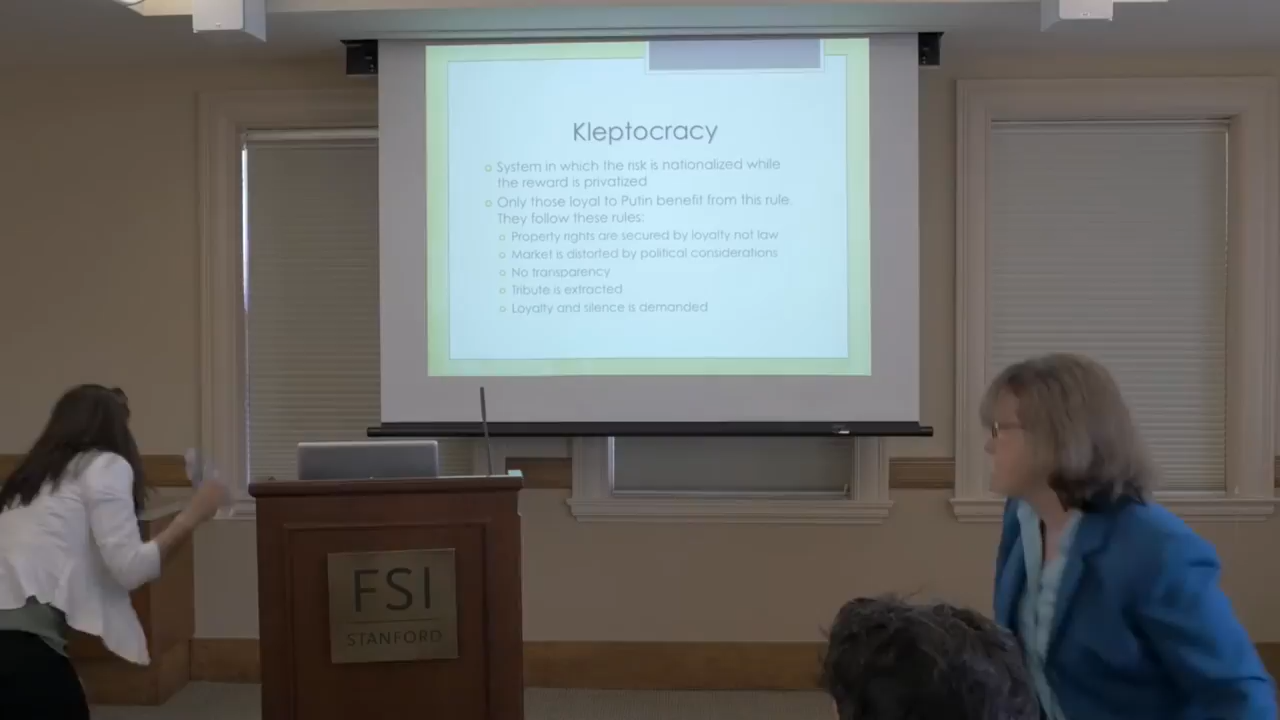 Kleptocracy
System in which the risk is nationalized while
the reward is privatized
Only those loyal to Putin benefit from this rule.
They follow these rules:
Property rights are secured by loyalty not law
Market is distorted by political considerations
No transparency
Tribute is extracted
Loyalty and silence is demanded
FSI
STANFORD